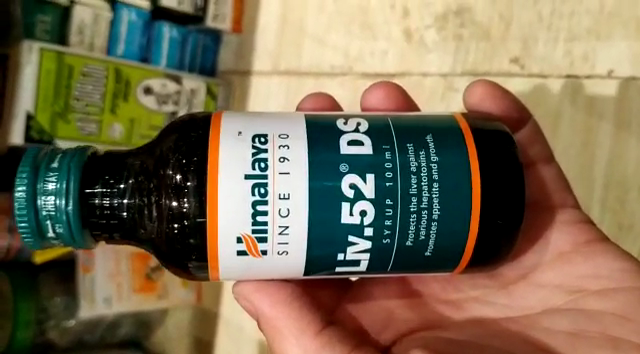 Himalaya™
SINCE 1930
Liv.52® DS
SYRUP 100ml
Protects the liver against
various hepatotoxins.
Promotes appetite and growth.
THIS WAY